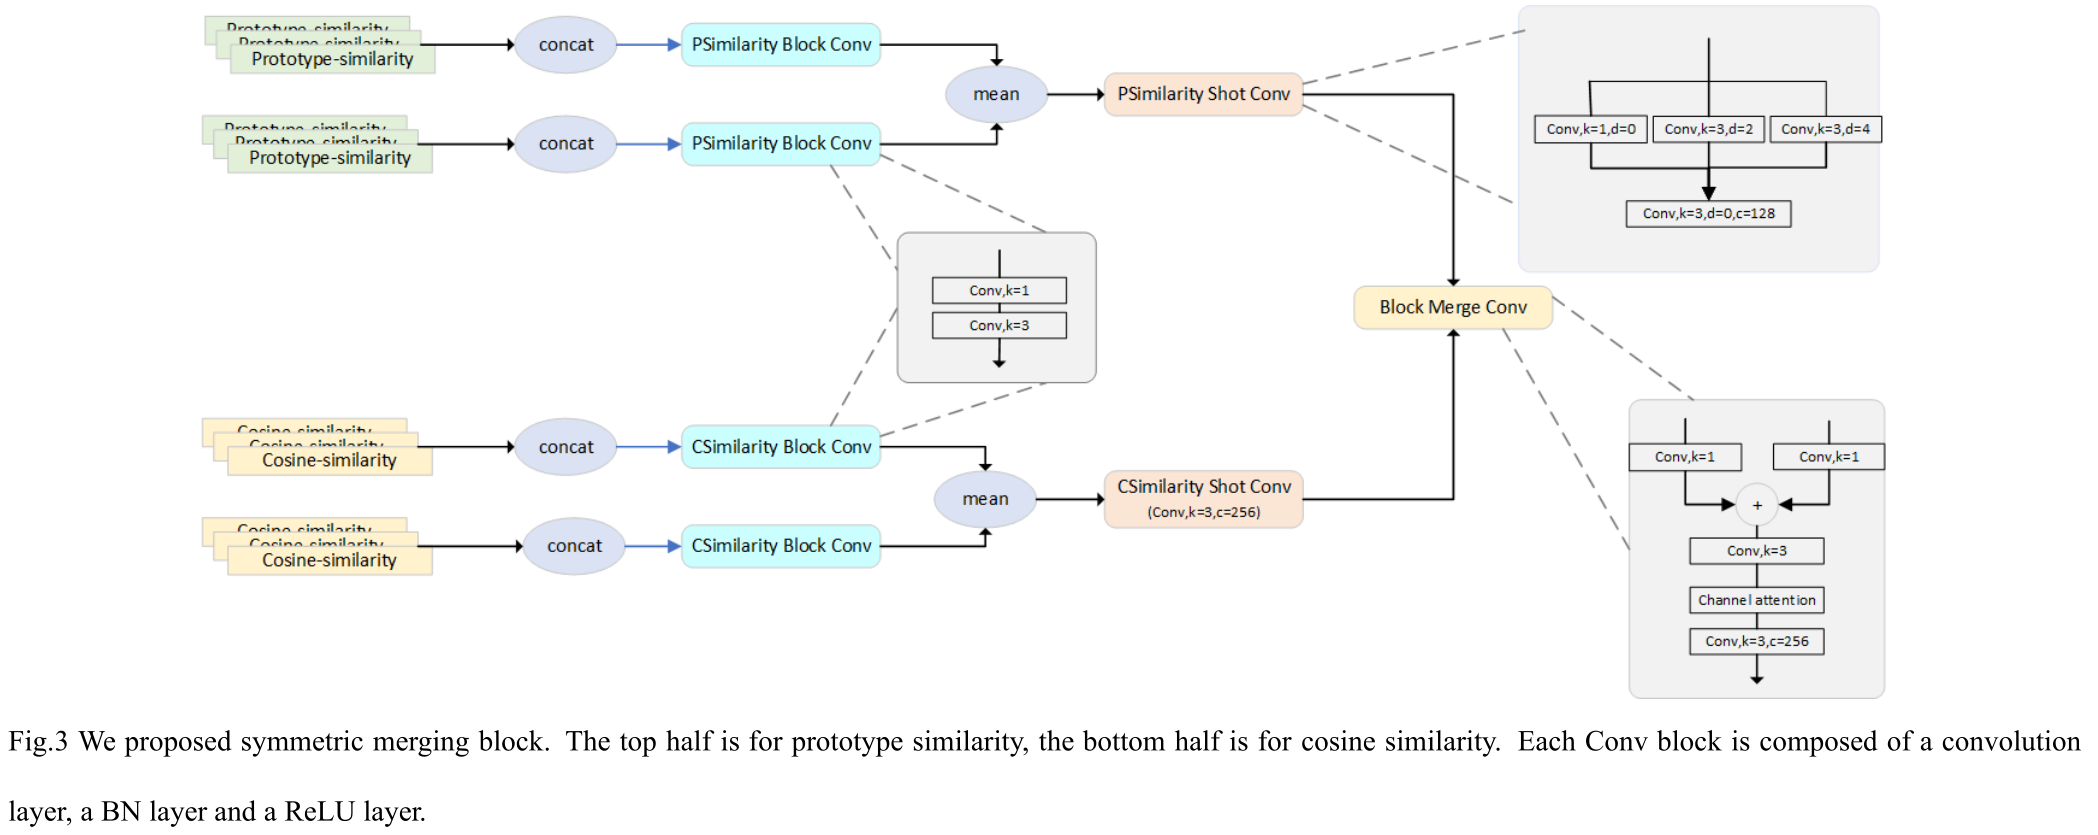 Prototype-similarity
Prototype-similarity
Prototype-similarity
concat
PSimilarity Block Conv
mean
PSimilarity Shot Conv
Prototype-similarity
Prototype-similarity
Prototype-similarity
concat
PSimilarity Block Conv
Conv,k=1,d=0
Conv,k=3,d=2
Conv,k=3,d=4
Conv,k=3,d=0,c=128
Conv,k=1
Conv,k=3
Block Merge Conv
Cosine-similarity
Cosine-similarity
Cosine-similarity
concat
CSimilarity Block Conv
mean
CSimilarity Shot Conv
(Conv,k=3,c=256)
Cosine-similarity
Cosine-similarity
Cosine-similarity
concat
CSimilarity Block Conv
Conv,k=1
Conv,k=1
+
Conv,k=3
Channel attention
Conv,k=3,c=256
Fig.3 We proposed symmetric merging block. The top half is for prototype similarity, the bottom half is for cosine similarity. Each Conv block is composed of a convolution
layer, a BN layer and a ReLU layer.